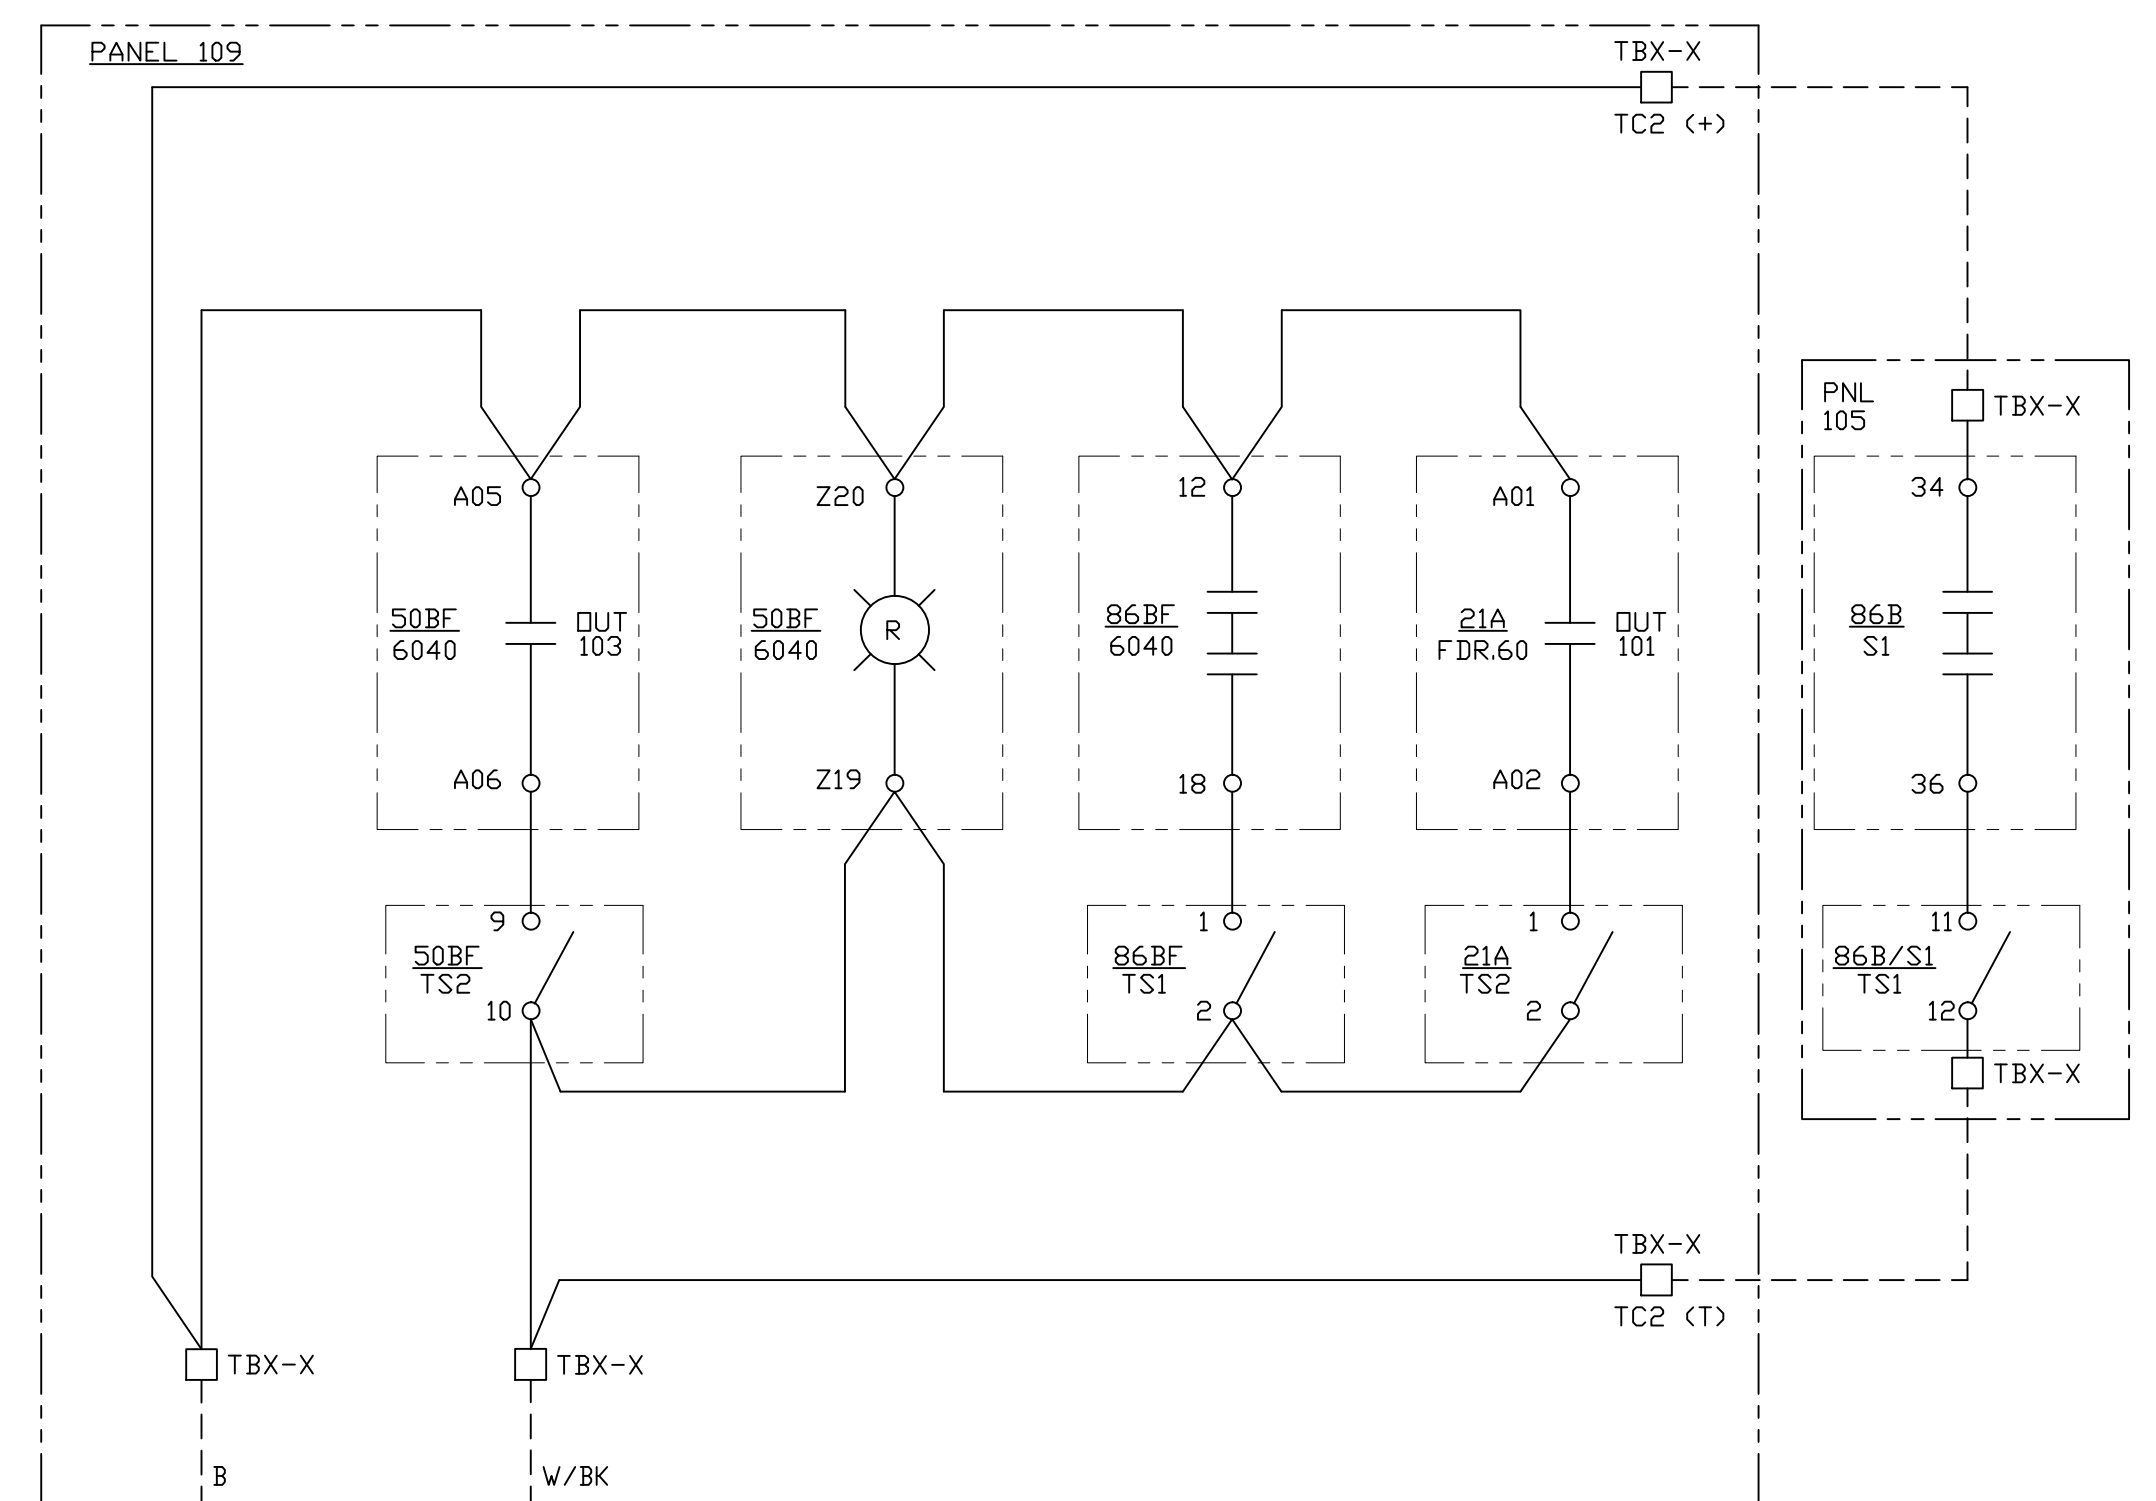 PANEL 109
TBX-X
TC2 (+)
PNL
105
TBX-X
A05
Z20
12
A01
34
50BF
6040
OUT
103
50BF
6040
R
86BF
6040
21A
FDR.60
OUT
101
86B
S1
A06
Z19
18
A02
36
9
1
1
11
50BF
TS2
86BF
TS1
21A
TS2
86B/S1
TS1
10
2
2
12
TBX-X
TBX-X
TC2 (T)
TBX-X
TBX-X
B
W/BK